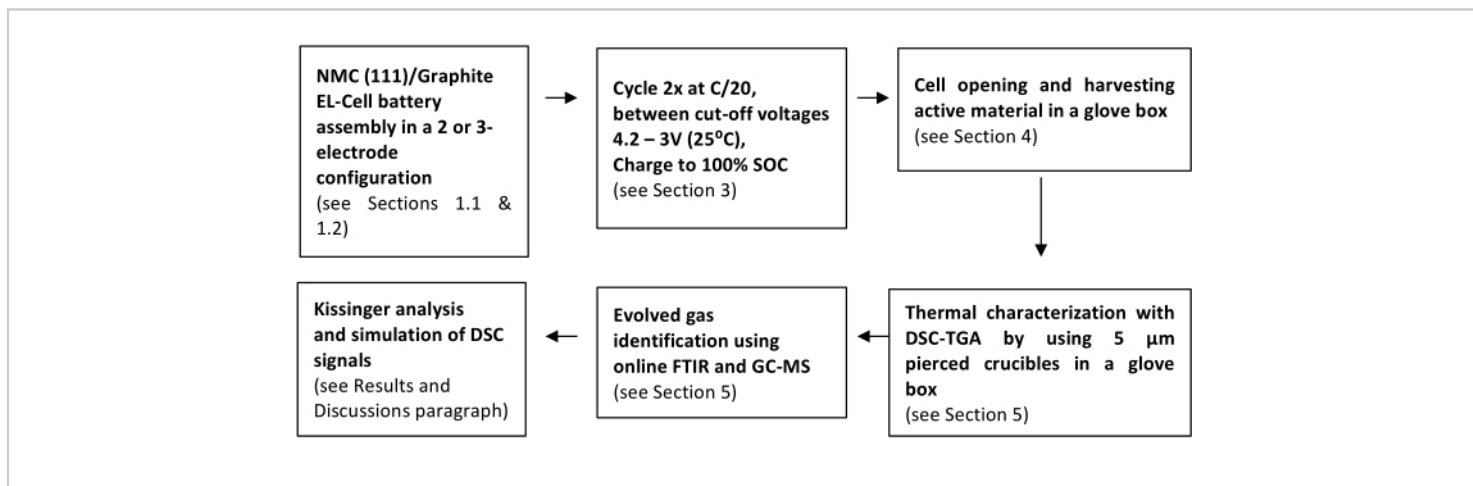 NMC (111)/Graphite
EL-Cell battery
assembly in a 2 or 3-
electrode
configuration
(see Sections 1.1 &
1.2)
Cycle 2x at C/20,
between cut-off voltages
4.2 – 3V (25⁰C),
Charge to 100% SOC
(see Section 3)
Cell opening and harvesting
active material in a glove box
(see Section 4)
Thermal characterization with
DSC-TGA by using 5 µm
pierced crucibles in a glove
box
(see Section 5)
Evolved gas
identification using
online FTIR and GC-MS
(see Section 5)
Kissinger analysis
and simulation of DSC
signals
(see Results and
Discussions paragraph)